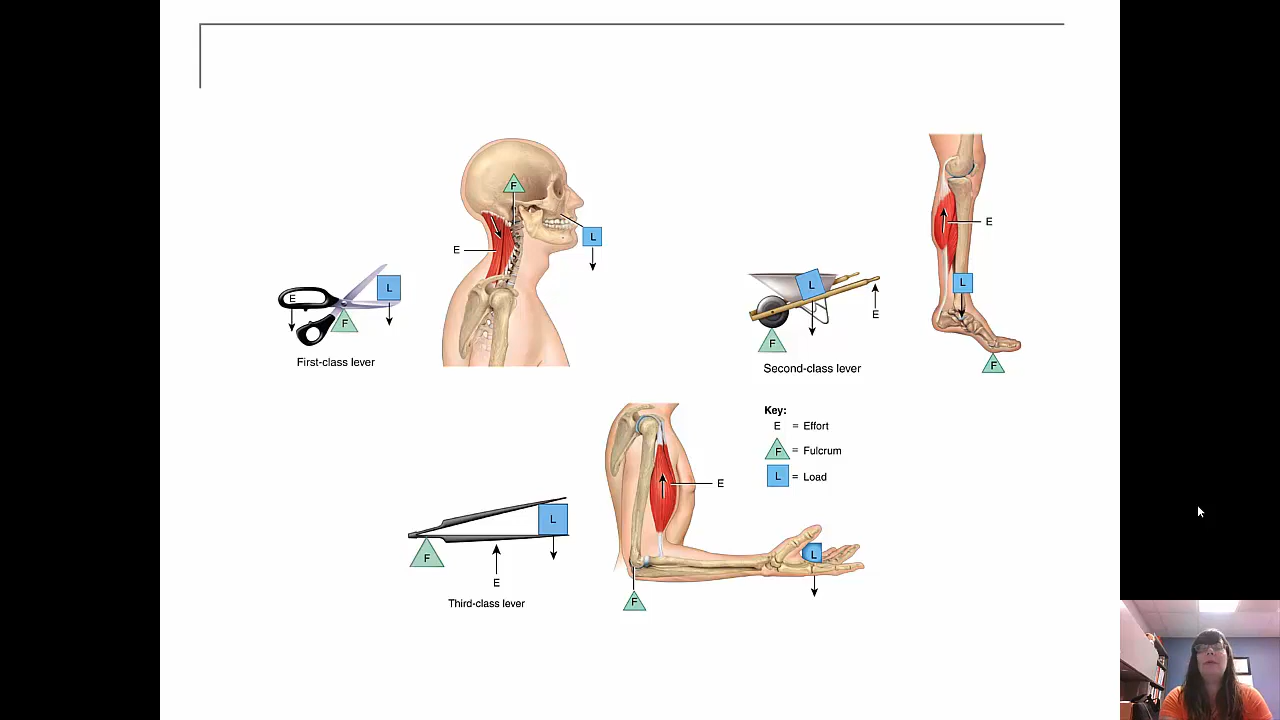 F
E
L
E
L
F
First-class lever
E
L
L
E
F
F
Second-class lever
Key:
E = Effort
F = Fulcrum
L = Load
E
L
F
E
L
F
Third-class lever